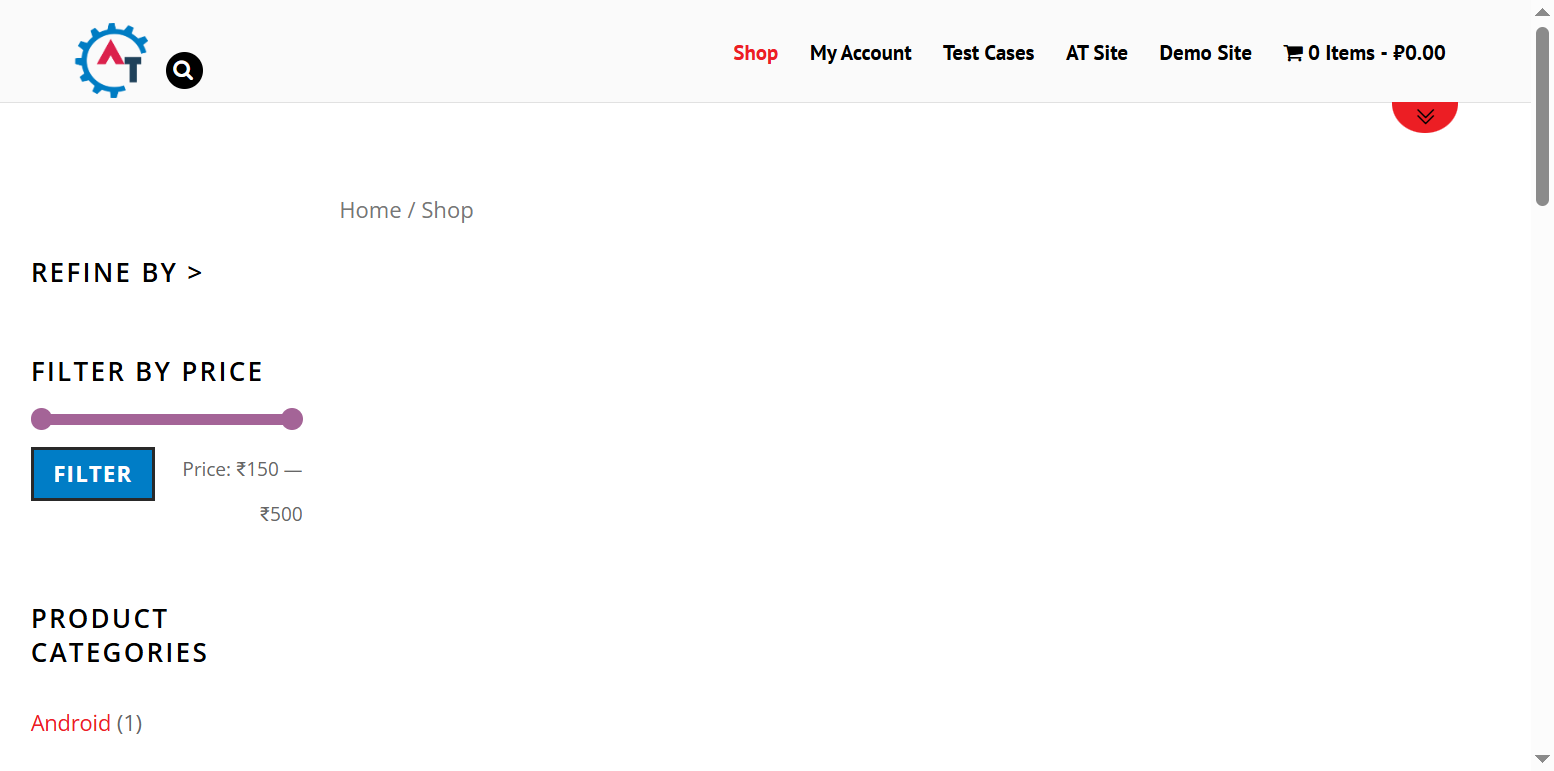 AT
Shop My Account Test Cases AT Site Demo Site 0 Items - ₽0.00
Home / Shop
REFINE BY >
FILTER BY PRICE
FILTER Price: ₹150 —
₹500
PRODUCT
CATEGORIES
Android (1)